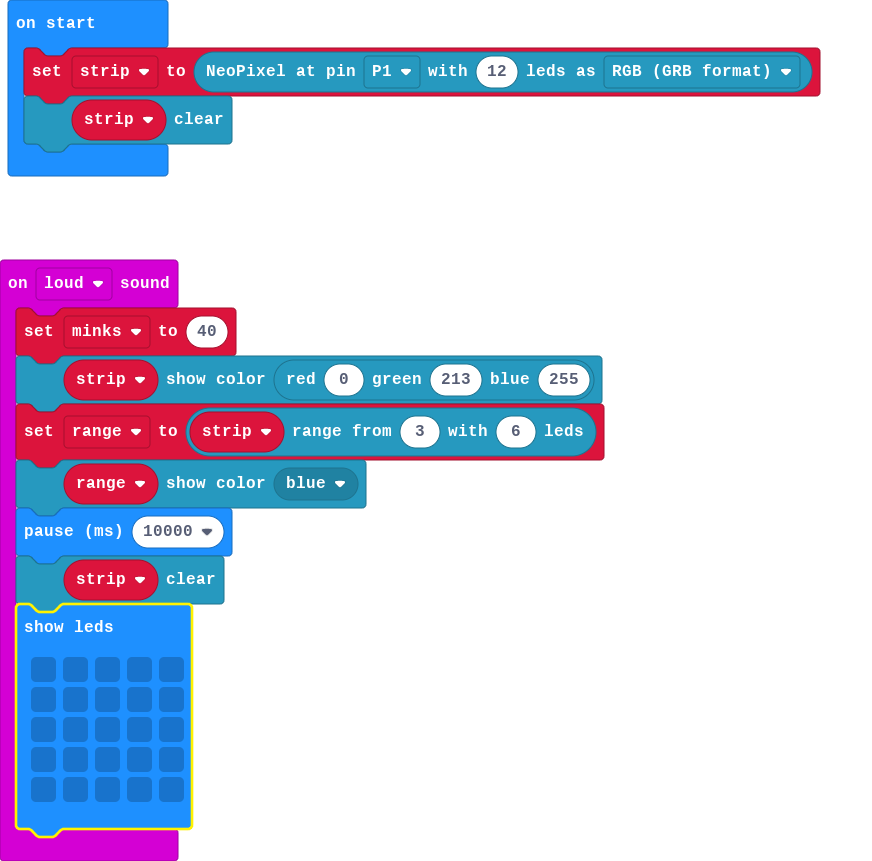 on start
set strip to NeoPixel at pin P1 with 12 leds as RGB (GRB format)
strip clear
on loud sound
set minks to 40
strip show color red 0 green 213 blue 255
set range to strip range from 3 with 6 leds
range show color blue
pause (ms) 10000
strip clear
show leds